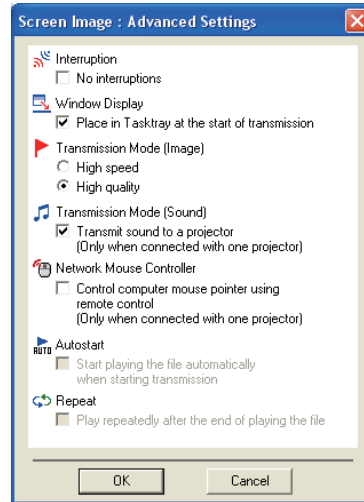 Screen Image : Advanced Settings
Interruption
No interruptions
Window Display
Place in Tasktray at the start of transmission
Transmission Mode (Image)
High speed
High quality
Transmission Mode (Sound)
Transmit sound to a projector
(Only when connected with one projector)
Network Mouse Controller
Control computer mouse pointer using
remote control
(Only when connected with one projector)
AUTO Autostart
Start playing the file automatically
when starting transmission
Repeat
Play repeatedly after the end of playing the file
OK Cancel